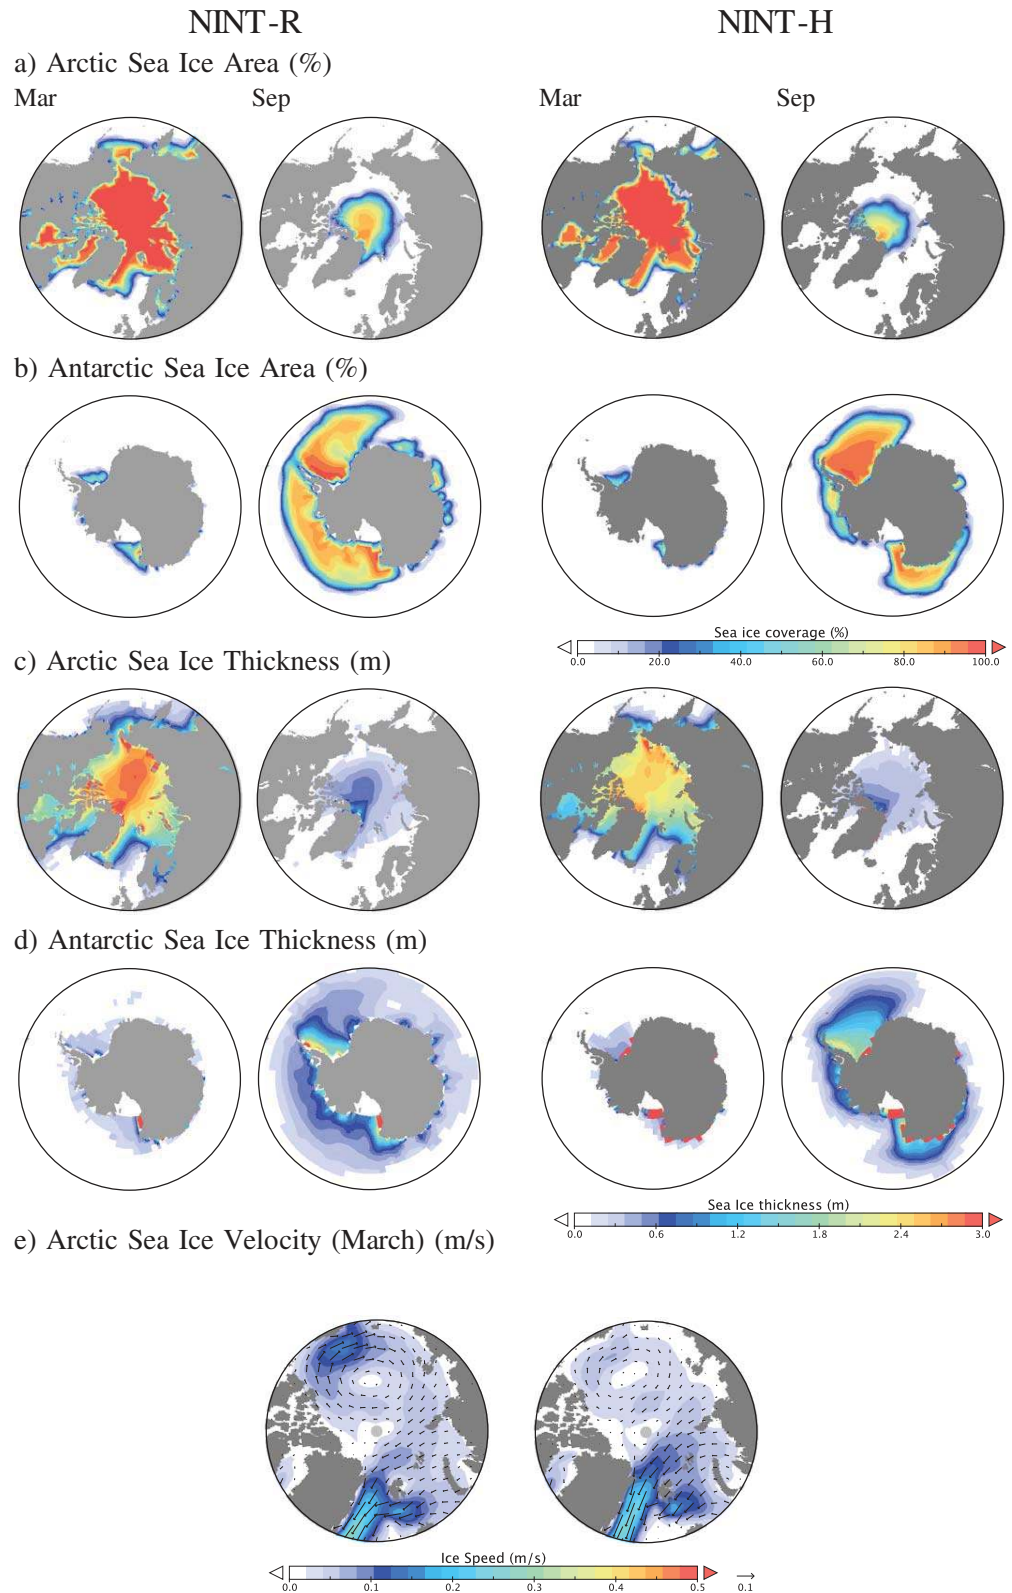 NINT-R NINT-H
a) Arctic Sea Ice Area (%)
Mar Sep Mar Sep
b) Antarctic Sea Ice Area (%)
Sea ice coverage (%)
0.0 20.0 40.0 60.0 80.0 100.0
c) Arctic Sea Ice Thickness (m)
d) Antarctic Sea Ice Thickness (m)
Sea Ice thickness (m)
0.0 0.6 1.2 1.8 2.4 3.0
e) Arctic Sea Ice Velocity (March) (m/s)
Ice Speed (m/s)
0.0 0.1 0.2 0.3 0.4 0.5 0.1